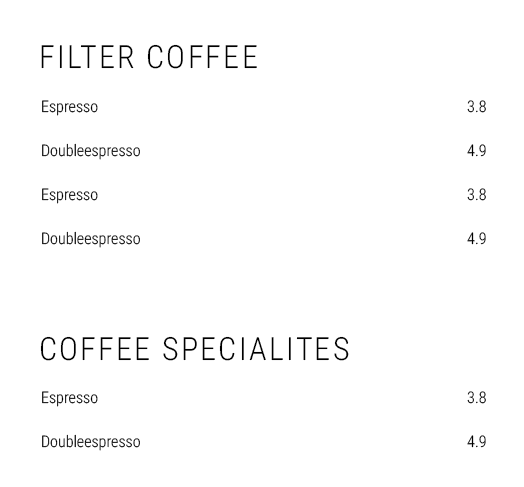 FILTER COFFEE
Espresso 3.8
Doubleespresso 4.9
Espresso 3.8
Doubleespresso 4.9
COFFEE SPECIALITES
Espresso 3.8
Doubleespresso 4.9